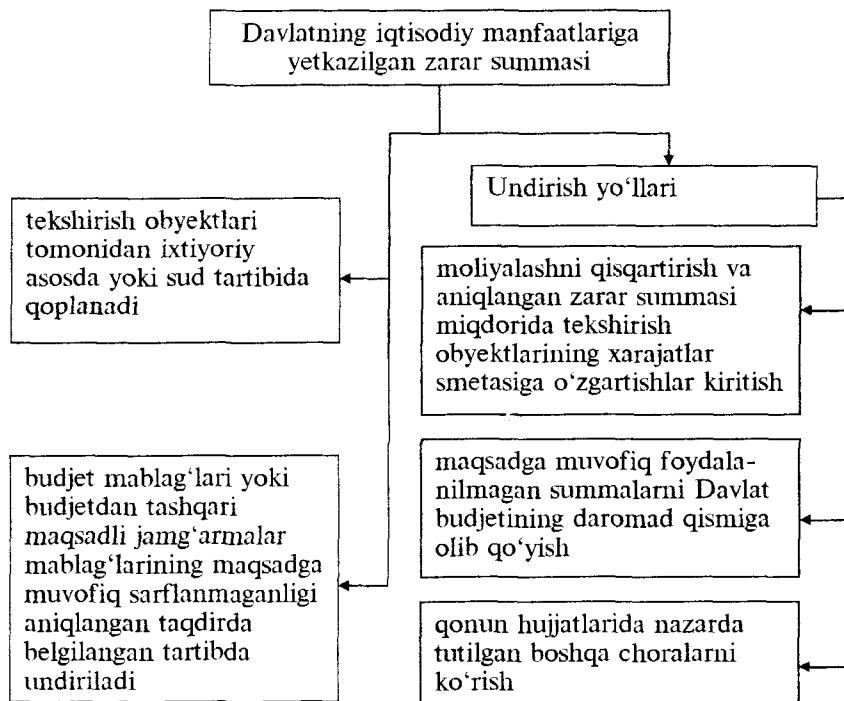 Davlatning iqtisodiy manfaatlariga
yetkazilgan zarar summasi
Undirish yo‘llari
tekshirish obyektlari
tomonidan ixtiyoriy
asosda yoki sud tartibida
qoplanadi
moliyalashni qisqartirish va
aniqlangan zarar summasi
miqdorida tekshirish
obyektlarining xarajatlar
smetasiga o‘zgartishlar kiritish
budjet mablag‘lari yoki
budjetdan tashqari
maqsadli jamg‘armalar
mablag‘larining maqsadga
muvofiq sarflanmaganligi
aniqlangan taqdirda
belgilangan tartibda
undiriladi
maqsadga muvofiq foydala-
nilmagan summalarni Davlat
budjetining daromad qismiga
olib qo‘yish
qonun hujjatlarida nazarda
tutilgan boshqa choralarni
ko‘rish